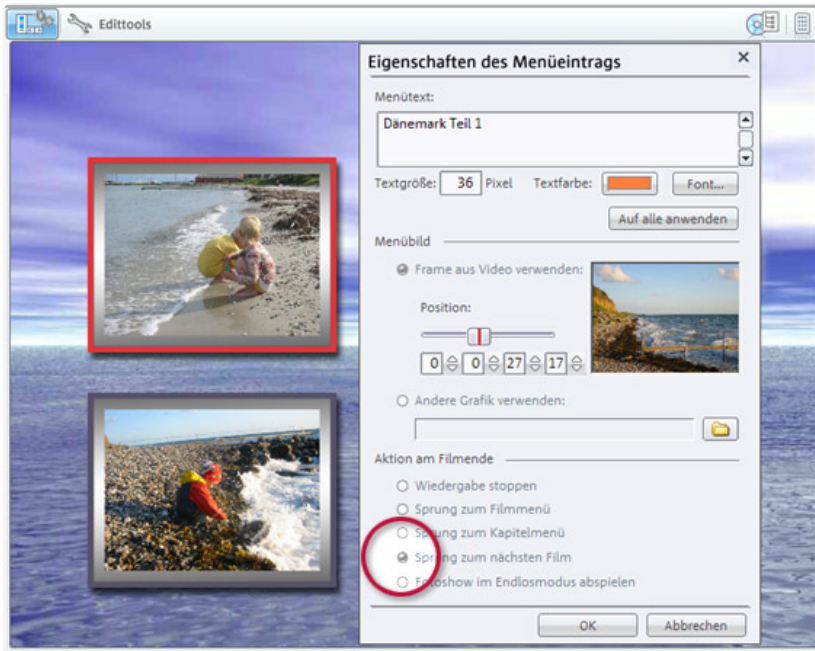 Edittools
Eigenschaften des Menüeintrags
Menütext:
Dänemark Teil 1
Textgröße: 36 Pixel Textfarbe: Font...
Auf alle anwenden
Menübild
Frame aus Video verwenden:
Position:
0 0 27 17
Andere Grafik verwenden:
Aktion am Filmende
Wiedergabe stoppen
Sprung zum Filmmenü
Sprung zum Kapitelmenü
Sprung zum nächsten Film
Fotoshow im Endlosmodus abspielen
OK Abbrechen